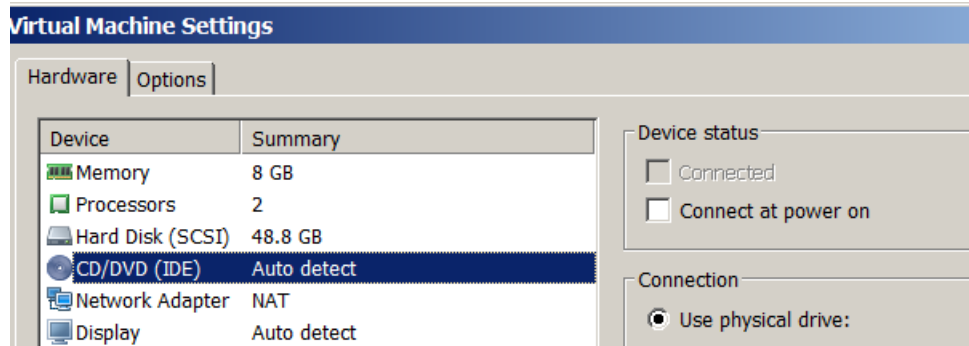 Virtual Machine Settings
Hardware Options
Device Summary
Memory 8 GB
Processors 2
Hard Disk (SCSI) 48.8 GB
CD/DVD (IDE) Auto detect
Network Adapter NAT
Display Auto detect
Device status
Connected
Connect at power on
Connection
Use physical drive: